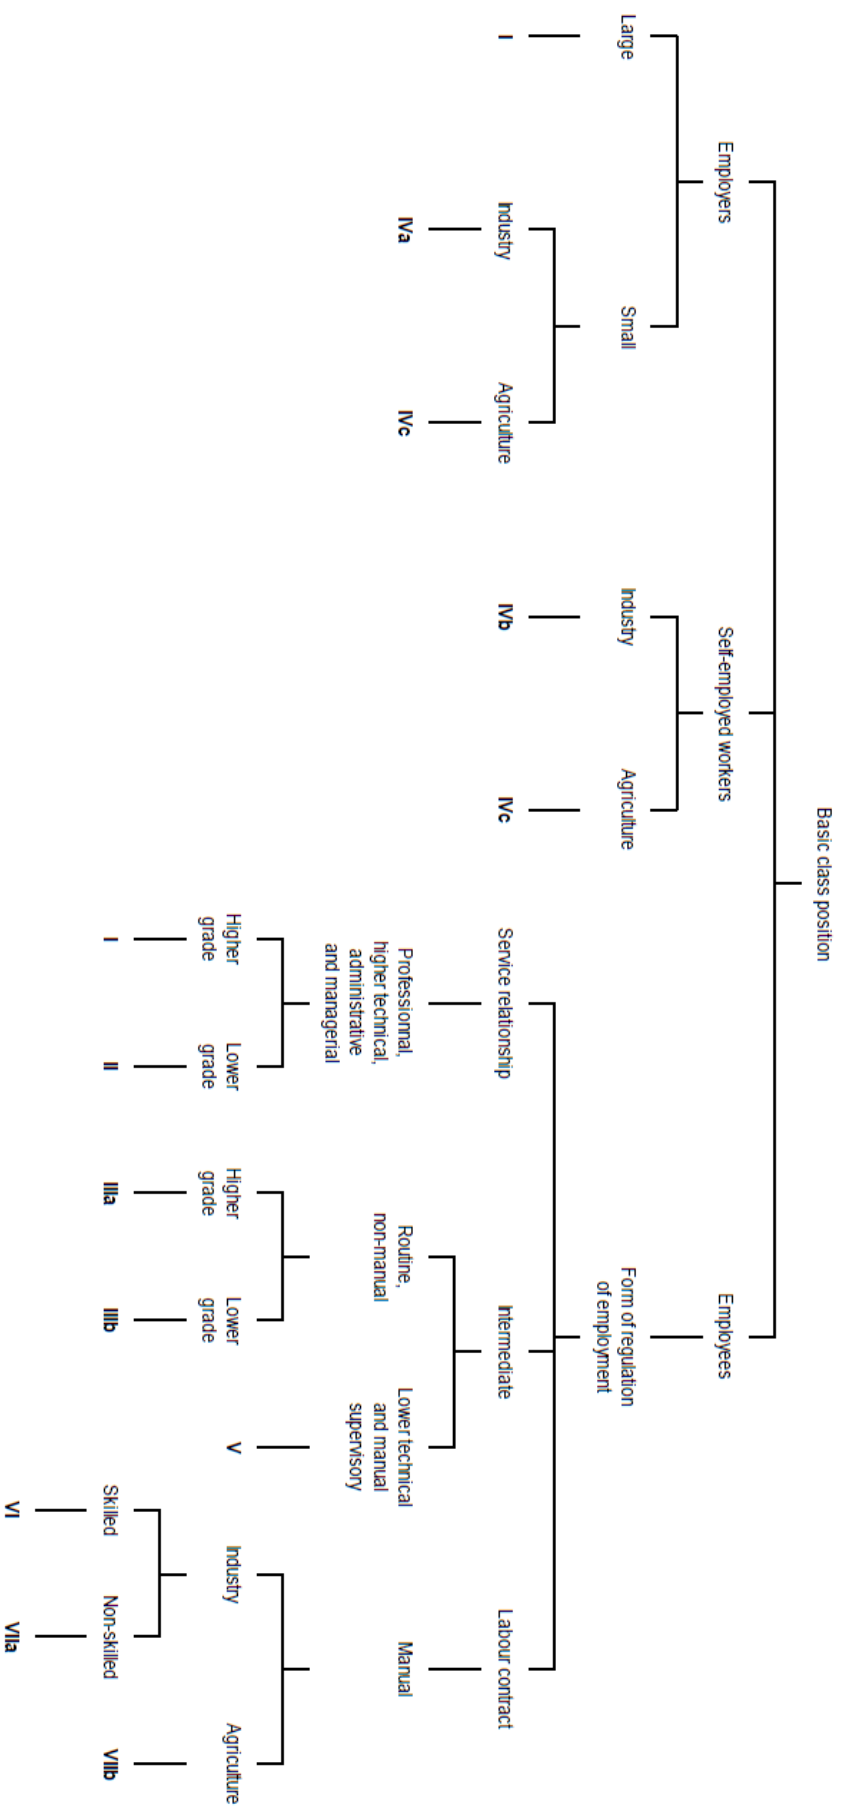 Basic class position
Employers
Self-employed workers
Employees
Large
Small
Industry
Agriculture
Form of regulation
of employment
I
Industry
Agriculture
IVb
IVc
Service relationship
Intermediate
Labour contract
IVa
IVc
Professionnal,
higher technical,
administrative
and managerial
Routine,
non-manual
Lower technical
and manual
supervisory
Manual
Higher
grade
Lower
grade
Higher
grade
Lower
grade
V
Industry
Agriculture
I
II
IIIa
IIIb
Skilled
Non-skilled
VIIb
VI
VIIa